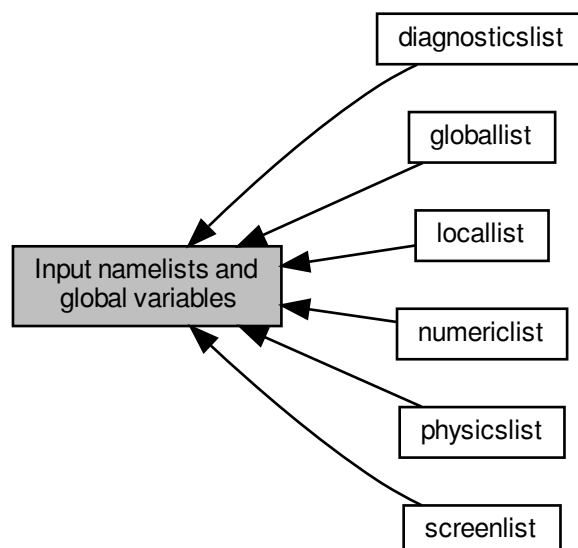 diagnosticslist
globallist
locallist
Input namelists and
global variables
numericlist
physicslist
screenlist